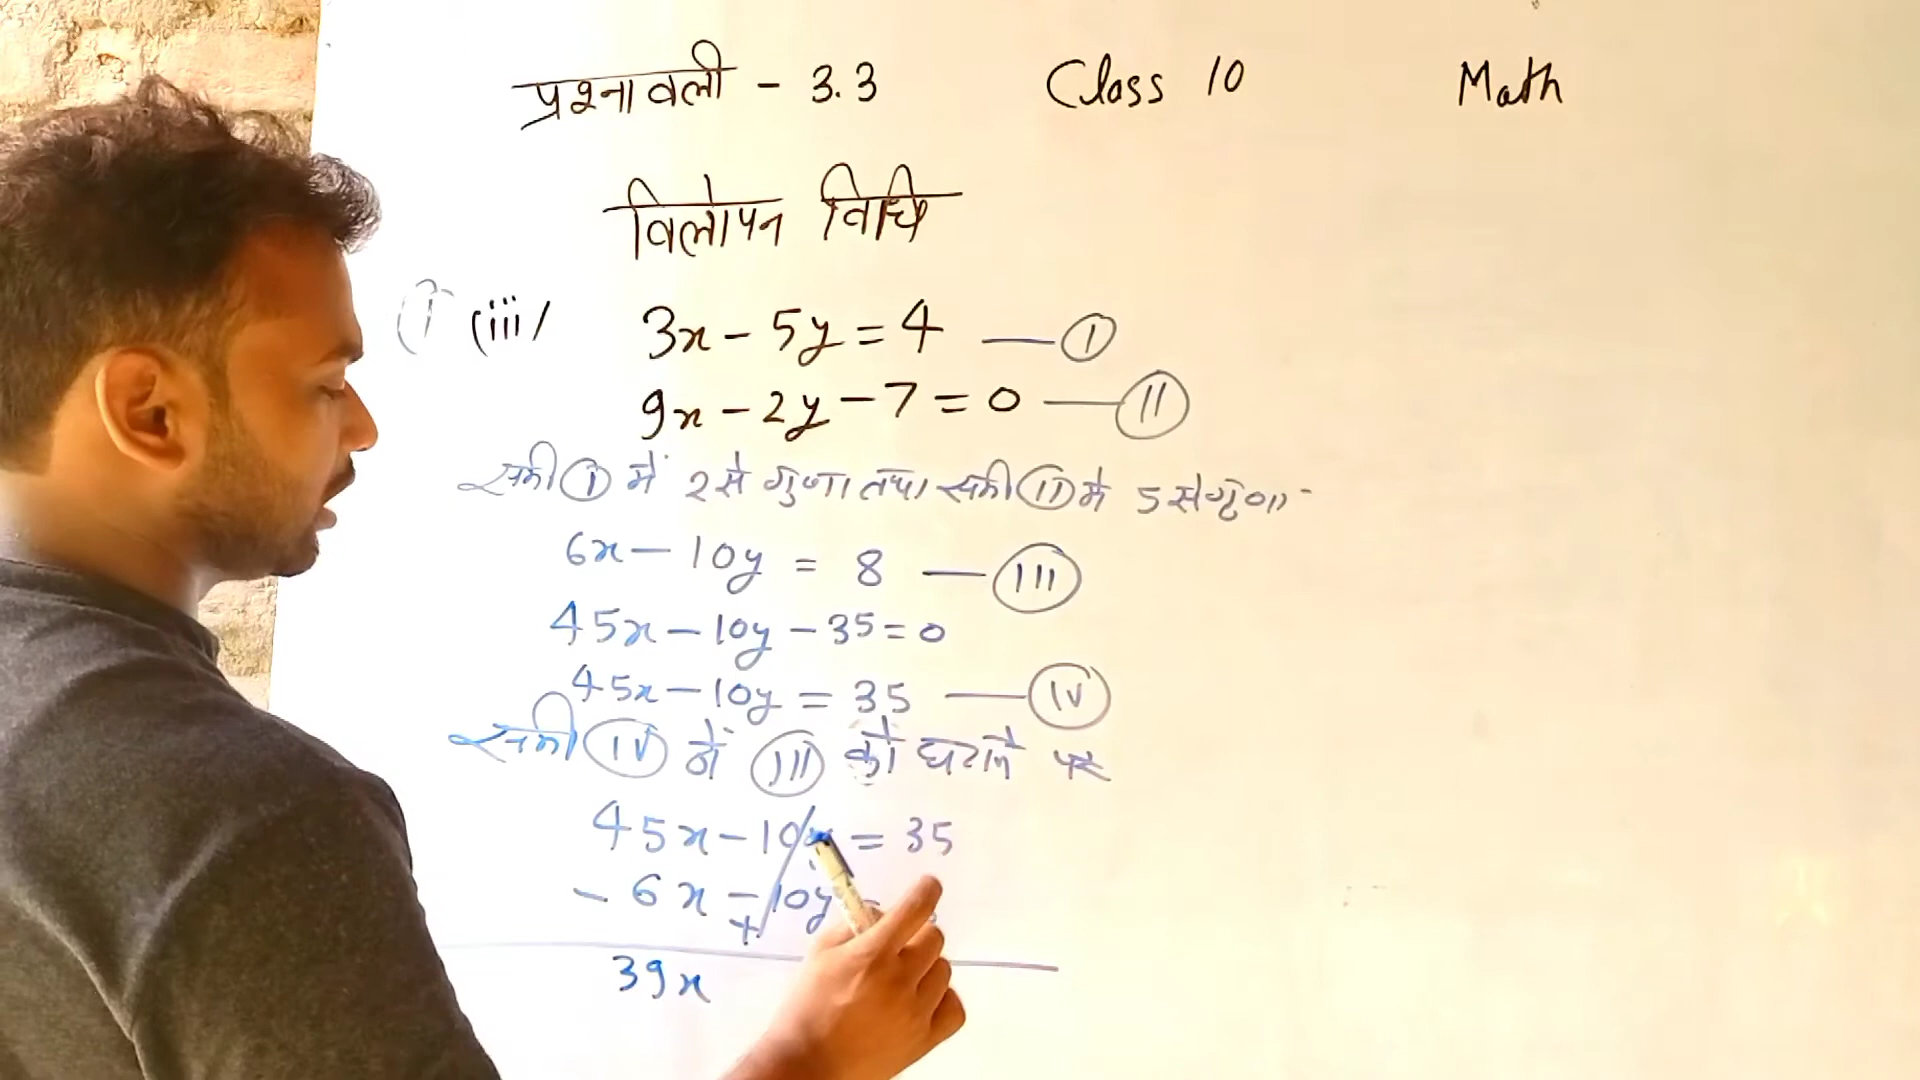 प्रश्नावली - 3.3 Class 10 Math
विलोपन विधि
(i (iii) 3x - 5y = 4 — (I)
9x - 2y - 7 = 0 — (II)
समी (I) में 2 से गुणा तथा समी (II) में 5 से गुणा -
6x - 10y = 8 — (III)
45x - 10y - 35 = 0
45x - 10y = 35 — (IV)
समी (IV) में (III) को घटाने पर
45x - 10x = 35
- 6x - 10y =
+
39x